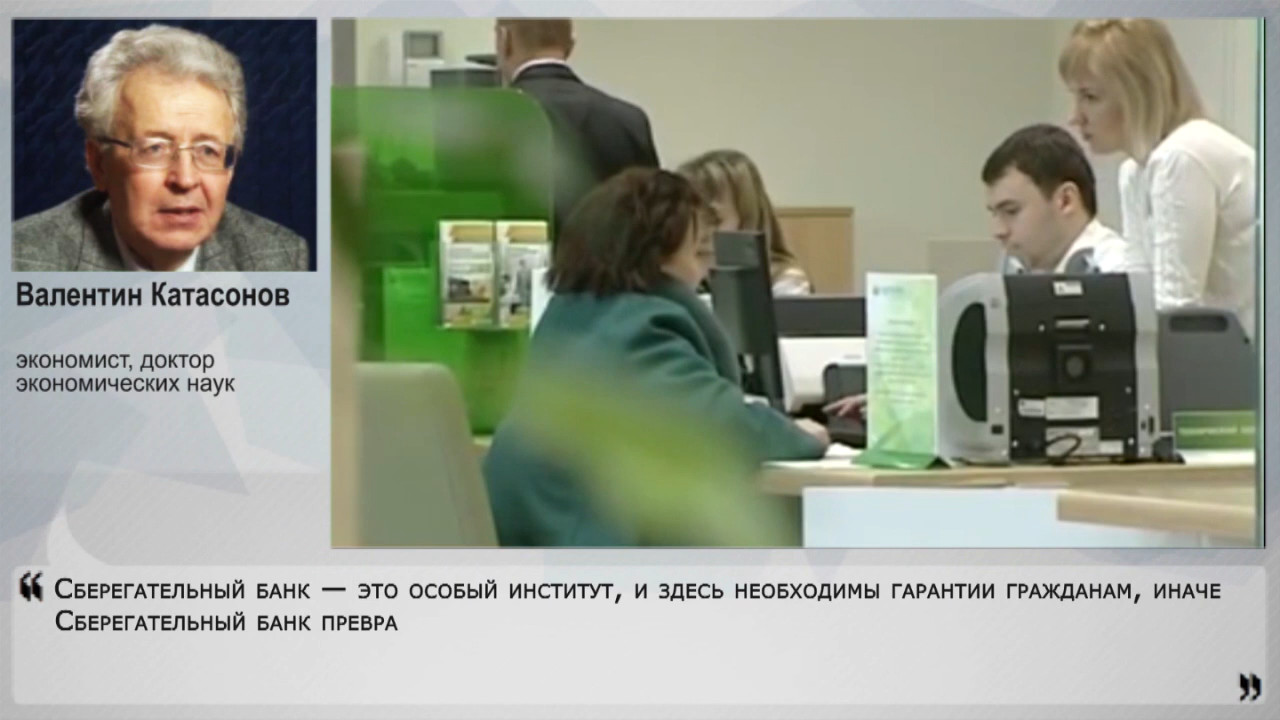 Валентин Катасонов
экономист, доктор
экономических наук
“ Сберегательный банк — это особый институт, и здесь необходимы гарантии гражданам, иначе
Сберегательный банк превра
”